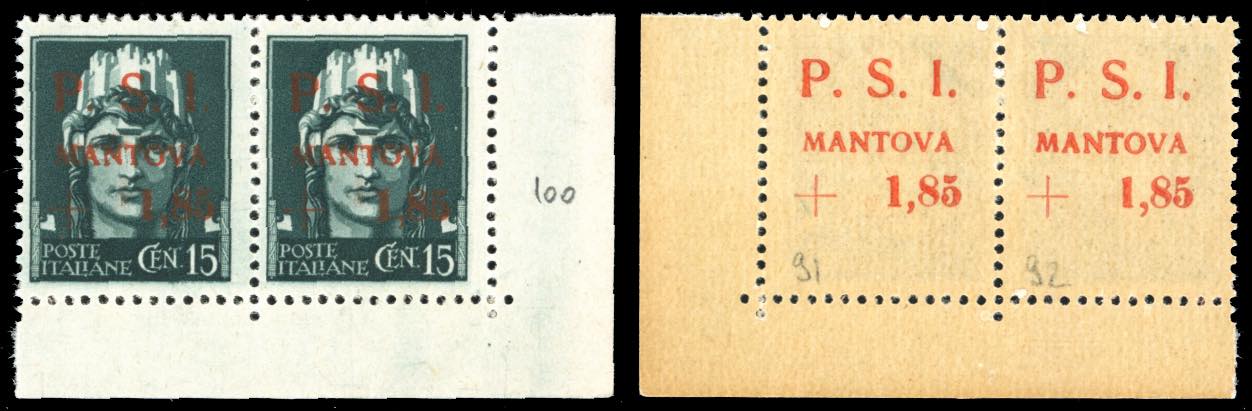 P. S. I.
MANTOVA
+ 1,85
POSTE
ITALIANE CENT. 15
P. S. I.
MANTOVA
+ 1,85
POSTE
ITALIANE CENT. 15
100
P. S. I.
MANTOVA
+ 1,85
91
P. S. I.
MANTOVA
+ 1,85
92